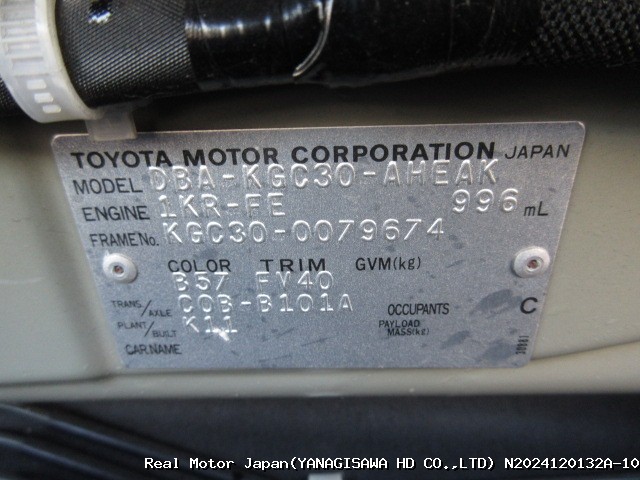 TOYOTA MOTOR CORPORATION JAPAN
MODEL DBA-KGC30-AHEAK
ENGINE 1KR-FE 996 mL
FRAME No. KGC30-0079674
COLOR TRIM GVM(kg)
B57 FV40
TRANS./AXLE C0B-B101A OCCUPANTS C
PLANT/BUILT K11 PAYLOAD MASS(kg)
CAR NAME
Real Motor Japan(YANAGISAWA HD CO.,LTD) N2024120132A-10